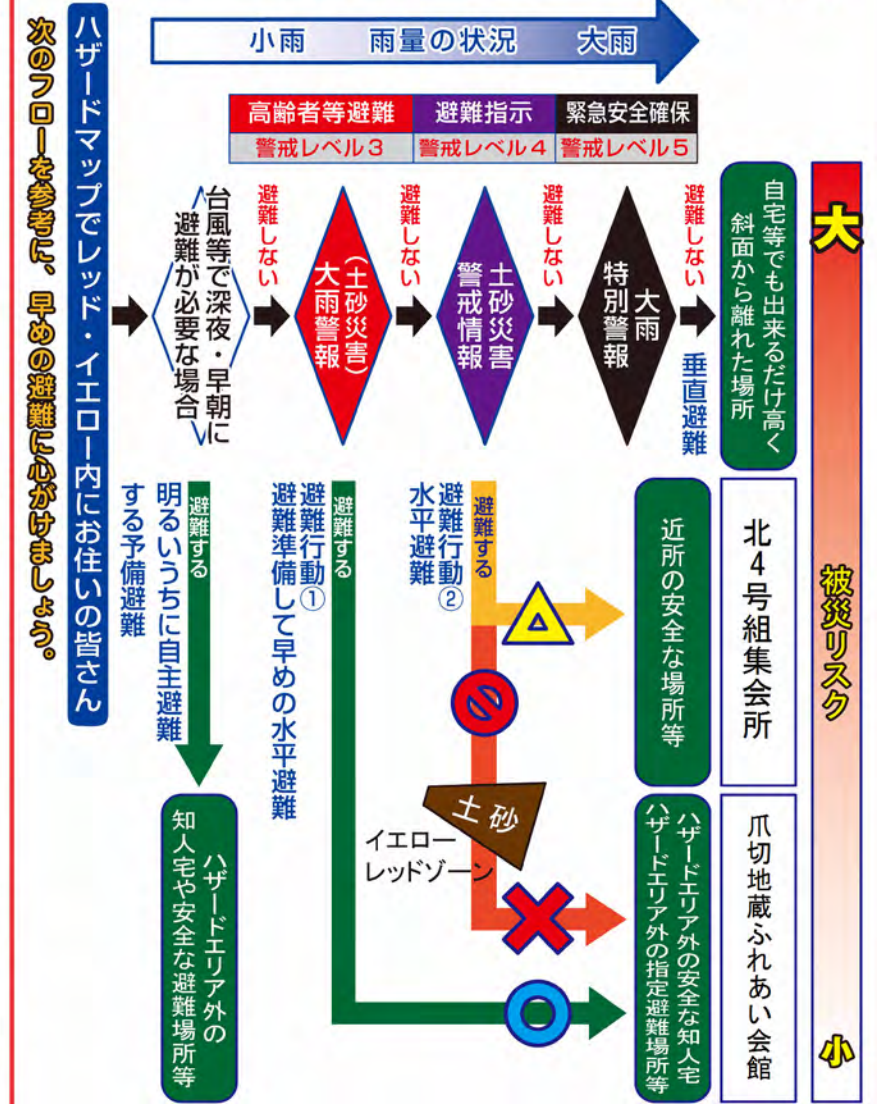 小雨 雨量の状況 大雨
高齢者等避難
警戒レベル3
避難指示
警戒レベル4
緊急安全確保
警戒レベル5
次のフローを参考に、早めの避難に心がけましょう。
ハザードマップでレッド・イエロー内にお住いの皆さん
台風等で深夜・早朝に
避難が必要な場合
避難しない
(土砂災害)
大雨警報
避難しない
土砂災害
警戒情報
避難しない
大雨
特別警報
避難しない
垂直避難
自宅等でも出来るだけ高く
斜面から離れた場所
避難する
明るいうちに自主避難
する予備避難
ハザードエリア外の
知人宅や安全な避難場所等
避難する
避難行動①
避難準備して早めの水平避難
避難する
避難行動②
水平避難
土砂
イエロー
レッドゾーン
近所の安全な場所等
北4号組集会所
ハザードエリア外の安全な知人宅
ハザードエリア外の指定避難場所等
爪切地蔵ふれあい会館
大
被災リスク
小